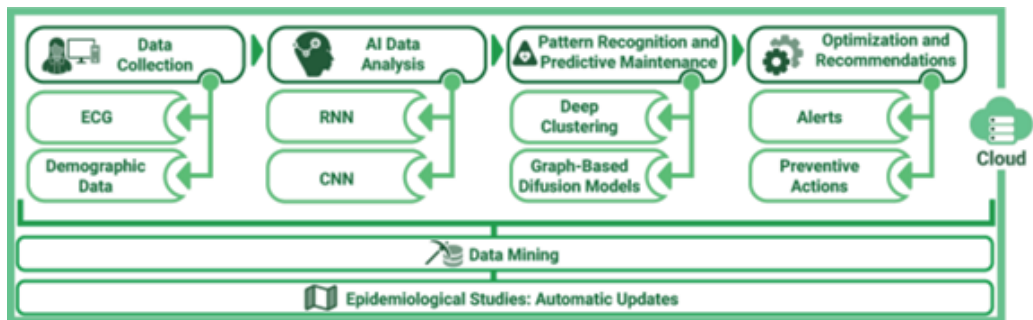 Data
Collection
AI Data
Analysis
Pattern Recognition and
Predictive Maintenance
Optimization and
Recommendations
ECG
RNN
Deep
Clustering
Alerts
Demographic
Data
CNN
Graph-Based
Difusion Models
Preventive
Actions
Cloud
Data Mining
Epidemiological Studies: Automatic Updates